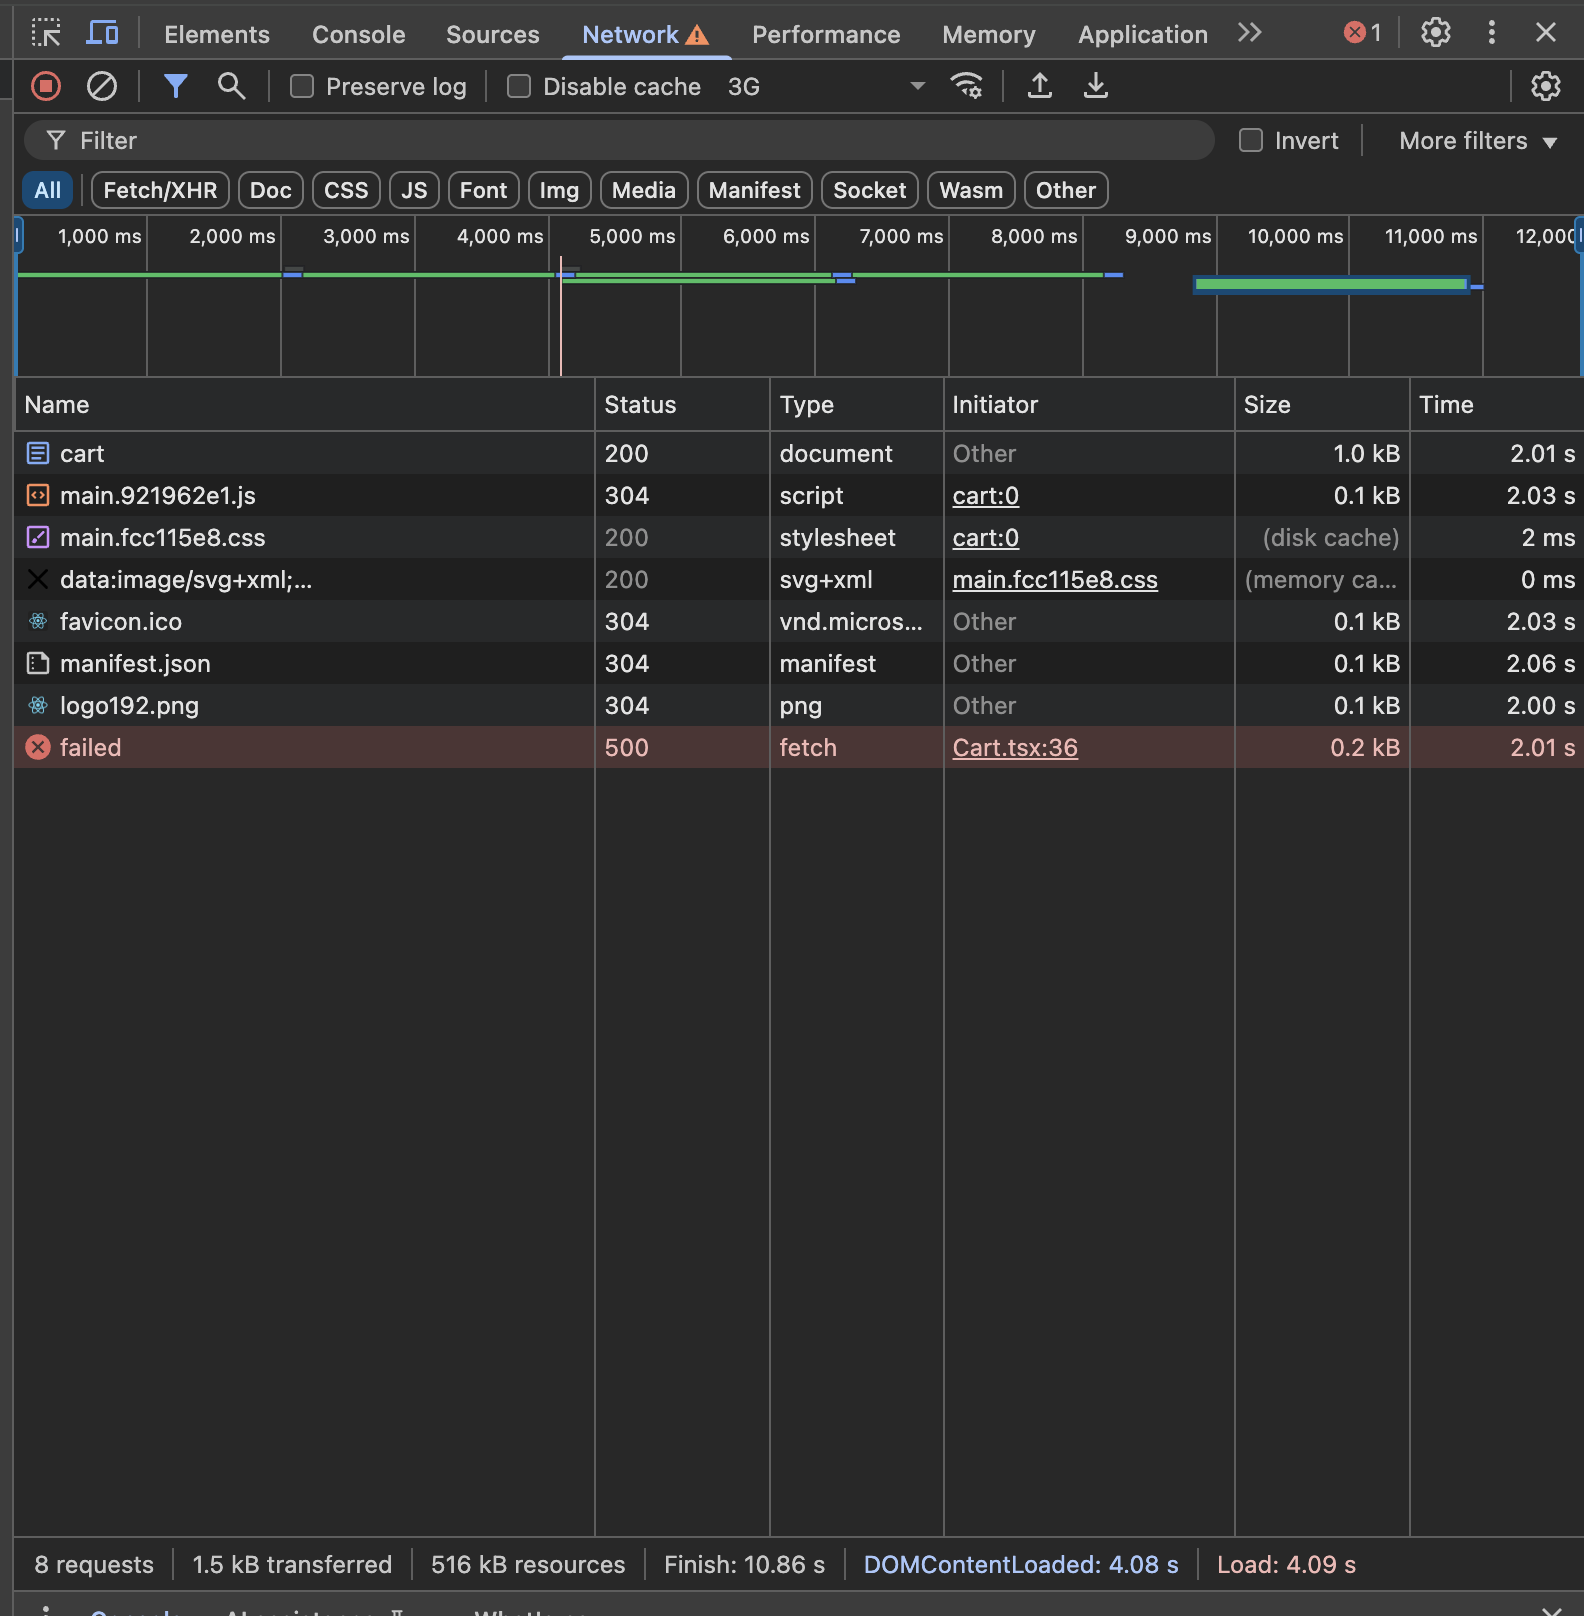 Elements Console Sources Network Performance Memory Application 1
Preserve log Disable cache 3G
Filter Invert More filters
All Fetch/XHR Doc CSS JS Font Img Media Manifest Socket Wasm Other
1,000 ms 2,000 ms 3,000 ms 4,000 ms 5,000 ms 6,000 ms 7,000 ms 8,000 ms 9,000 ms 10,000 ms 11,000 ms 12,000
Name Status Type Initiator Size Time
cart 200 document Other 1.0 kB 2.01 s
main.921962e1.js 304 script cart:0 0.1 kB 2.03 s
main.fcc115e8.css 200 stylesheet cart:0 (disk cache) 2 ms
data:image/svg+xml;... 200 svg+xml main.fcc115e8.css (memory ca... 0 ms
favicon.ico 304 vnd.micros... Other 0.1 kB 2.03 s
manifest.json 304 manifest Other 0.1 kB 2.06 s
logo192.png 304 png Other 0.1 kB 2.00 s
failed 500 fetch Cart.tsx:36 0.2 kB 2.01 s
8 requests 1.5 kB transferred 516 kB resources Finish: 10.86 s DOMContentLoaded: 4.08 s Load: 4.09 s